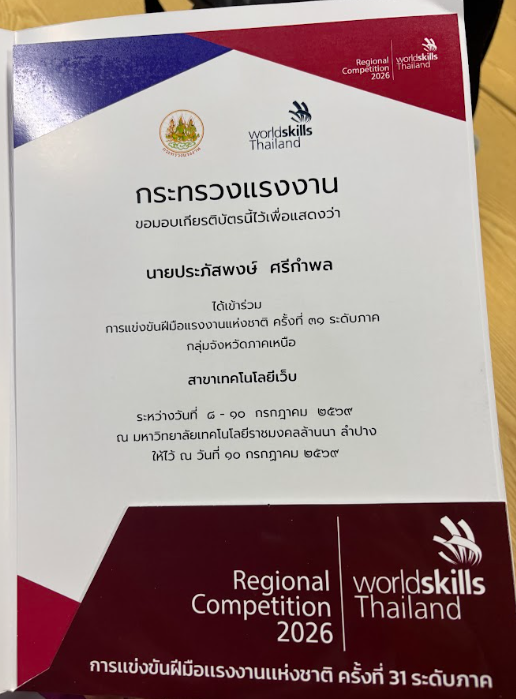 Regional
Competition
2026
worldskills
Thailand
worldskills
Thailand
กระทรวงแรงงาน
ขอมอบเกียรติบัตรนี้ไว้เพื่อแสดงว่า
นายประภัสพงษ์ ศรีกำพล
ได้เข้าร่วม
การแข่งขันฝีมือแรงงานแห่งชาติ ครั้งที่ ๓๑ ระดับภาค
กลุ่มจังหวัดภาคเหนือ
สาขาเทคโนโลยีเว็บ
ระหว่างวันที่ ๘ - ๑๐ กรกฎาคม ๒๕๖๙
ณ มหาวิทยาลัยเทคโนโลยีราชมงคลล้านนา ลำปาง
ให้ไว้ ณ วันที่ ๑๐ กรกฎาคม ๒๕๖๙
Regional
Competition
2026
worldskills
Thailand
การแข่งขันฝีมือแรงงานแห่งชาติ ครั้งที่ 31 ระดับภาค